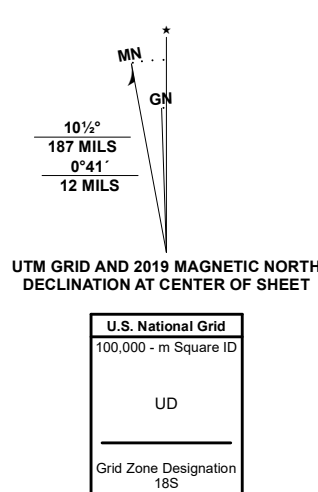 ★
MN
GN
10½°
187 MILS
0°41´
12 MILS
UTM GRID AND 2019 MAGNETIC NORTH
DECLINATION AT CENTER OF SHEET
U.S. National Grid
100,000 - m Square ID
UD
Grid Zone Designation
18S